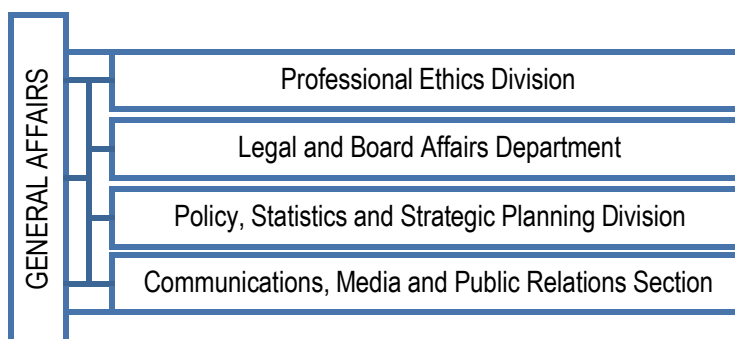 GENERAL AFFAIRS
Professional Ethics Division
Legal and Board Affairs Department
Policy, Statistics and Strategic Planning Division
Communications, Media and Public Relations Section